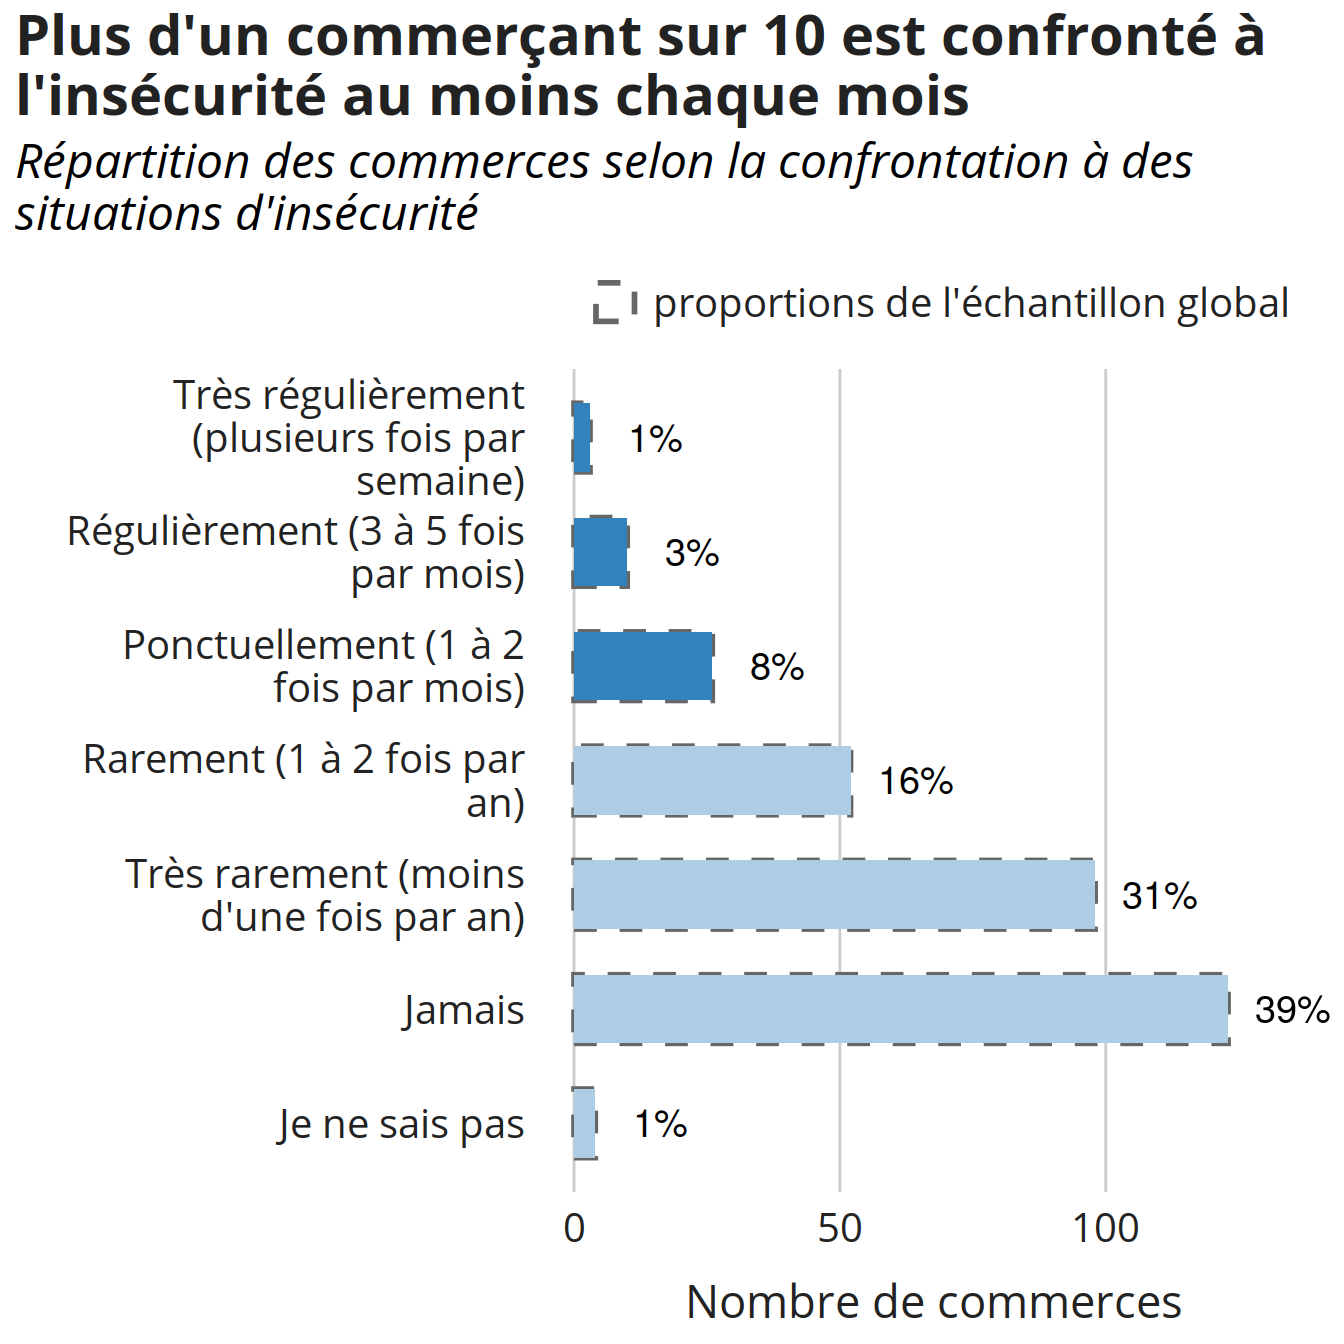 Plus d'un commerçant sur 10 est confronté à
l'insécurité au moins chaque mois
Répartition des commerces selon la confrontation à des
situations d'insécurité
proportions de l'échantillon global
Très régulièrement
(plusieurs fois par
semaine)
1%
Régulièrement (3 à 5 fois
par mois)
3%
Ponctuellement (1 à 2
fois par mois)
8%
Rarement (1 à 2 fois par
an)
16%
Très rarement (moins
d'une fois par an)
31%
Jamais
39%
Je ne sais pas
1%
0 50 100
Nombre de commerces